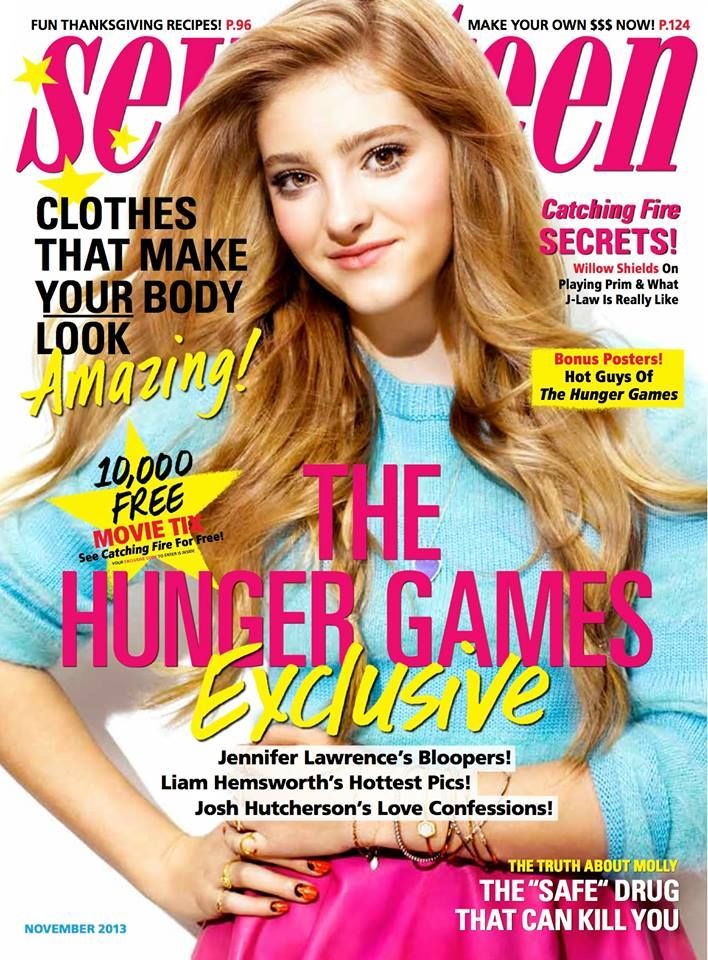 FUN THANKSGIVING RECIPES! P.96
MAKE YOUR OWN $$$ NOW! P.124
se een
CLOTHES
THAT MAKE
YOUR BODY
LOOK
Amazing!
Catching Fire
SECRETS!
Willow Shields On
Playing Prim & What
J-Law Is Really Like
Bonus Posters!
Hot Guys Of
The Hunger Games
10,000
FREE
MOVIE TIX
See Catching Fire For Free!
THE
HUNGER GAMES
Exclusive
Jennifer Lawrence's Bloopers!
Liam Hemsworth's Hottest Pics!
Josh Hutcherson's Love Confessions!
THE TRUTH ABOUT MOLLY
THE “SAFE“ DRUG
THAT CAN KILL YOU
NOVEMBER 2013